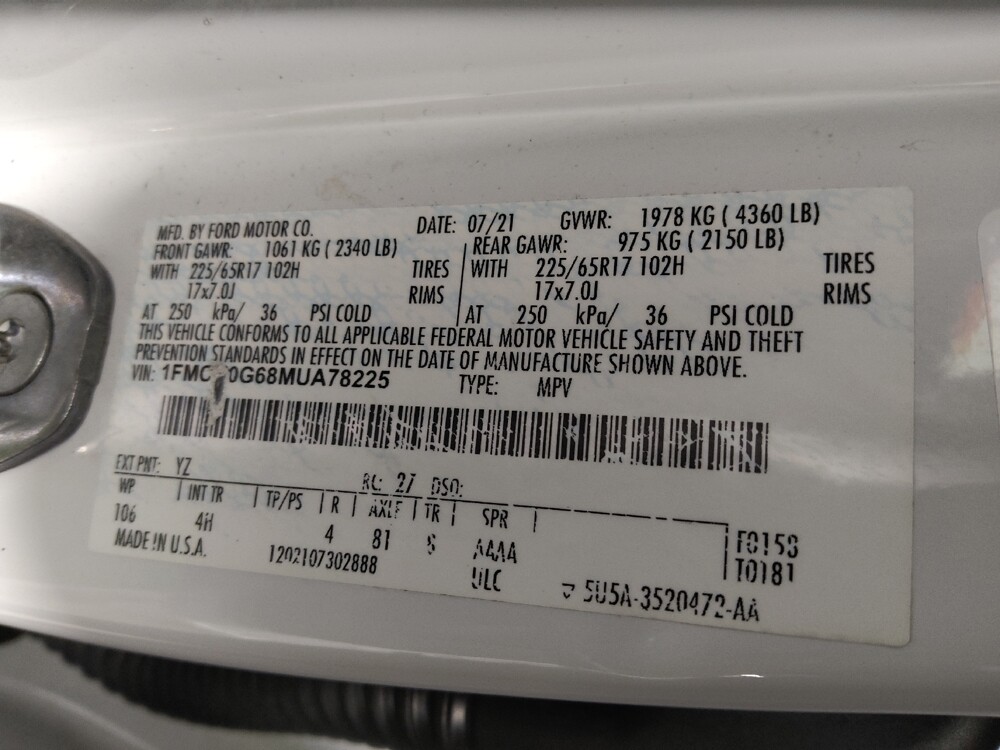 MFD. BY FORD MOTOR CO. DATE: 07/21 GVWR: 1978 KG ( 4360 LB)
FRONT GAWR: 1061 KG ( 2340 LB) REAR GAWR: 975 KG ( 2150 LB)
WITH 225/65R17 102H TIRES WITH 225/65R17 102H TIRES
17x7.0J RIMS 17x7.0J RIMS
AT 250 kPa/ 36 PSI COLD AT 250 kPa/ 36 PSI COLD
THIS VEHICLE CONFORMS TO ALL APPLICABLE FEDERAL MOTOR VEHICLE SAFETY AND THEFT
PREVENTION STANDARDS IN EFFECT ON THE DATE OF MANUFACTURE SHOWN ABOVE.
VIN: TYPE: MPV
EXT PNT: YZ RC: 27 DSO:
WP INT TR TP/PS R AXLE TR SPR
106 4H 4 81 AAAA
MADE IN U.S.A. 1202107302888 ULC
T0181
5U5A-3520472-AA